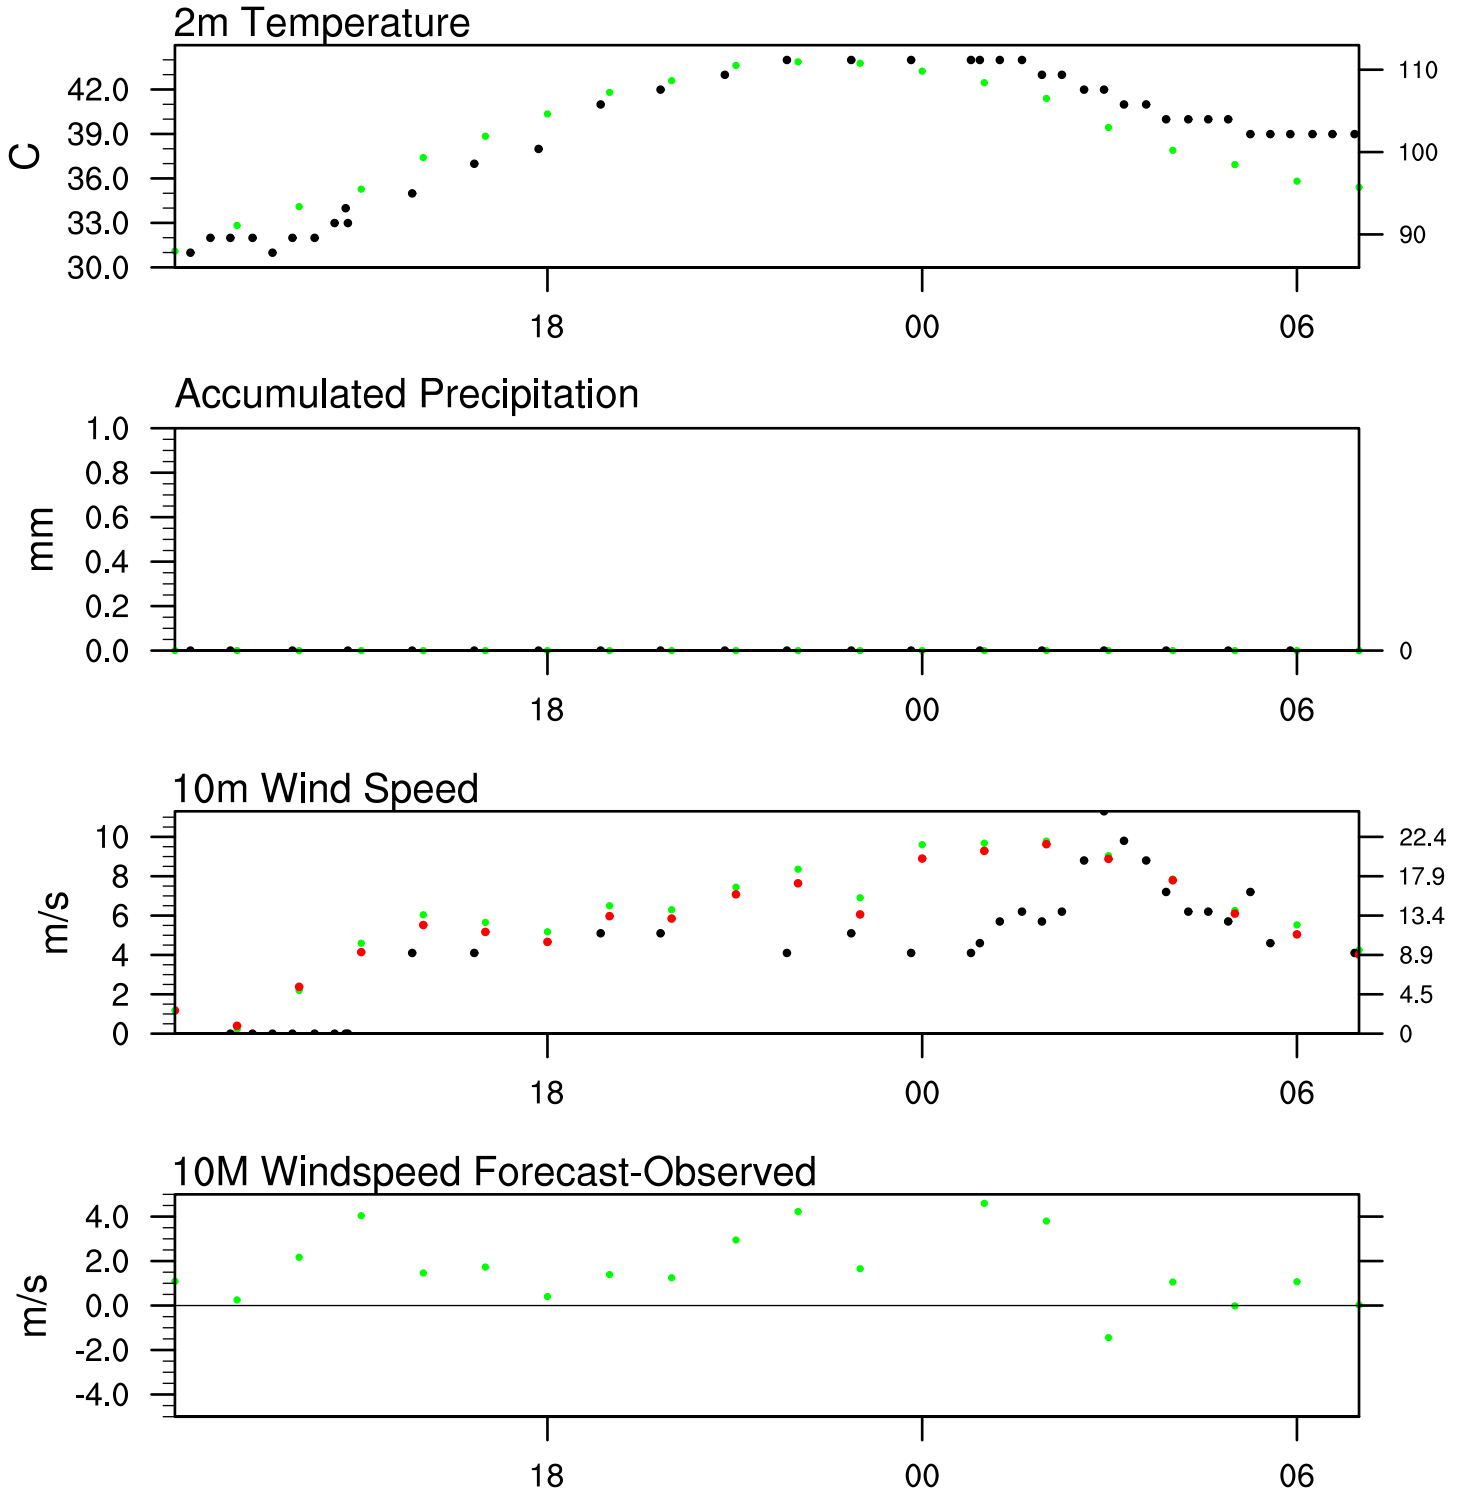 2m Temperature
42.0
39.0
36.0
33.0
30.0
C
110
100
90
18 00 06
Accumulated Precipitation
1.0
0.8
0.6
0.4
0.2
0.0
mm
0
18 00 06
10m Wind Speed
10
8
6
4
2
0
m/s
22.4
17.9
13.4
8.9
4.5
0
18 00 06
10M Windspeed Forecast-Observed
4.0
2.0
0.0
-2.0
-4.0
m/s
18 00 06